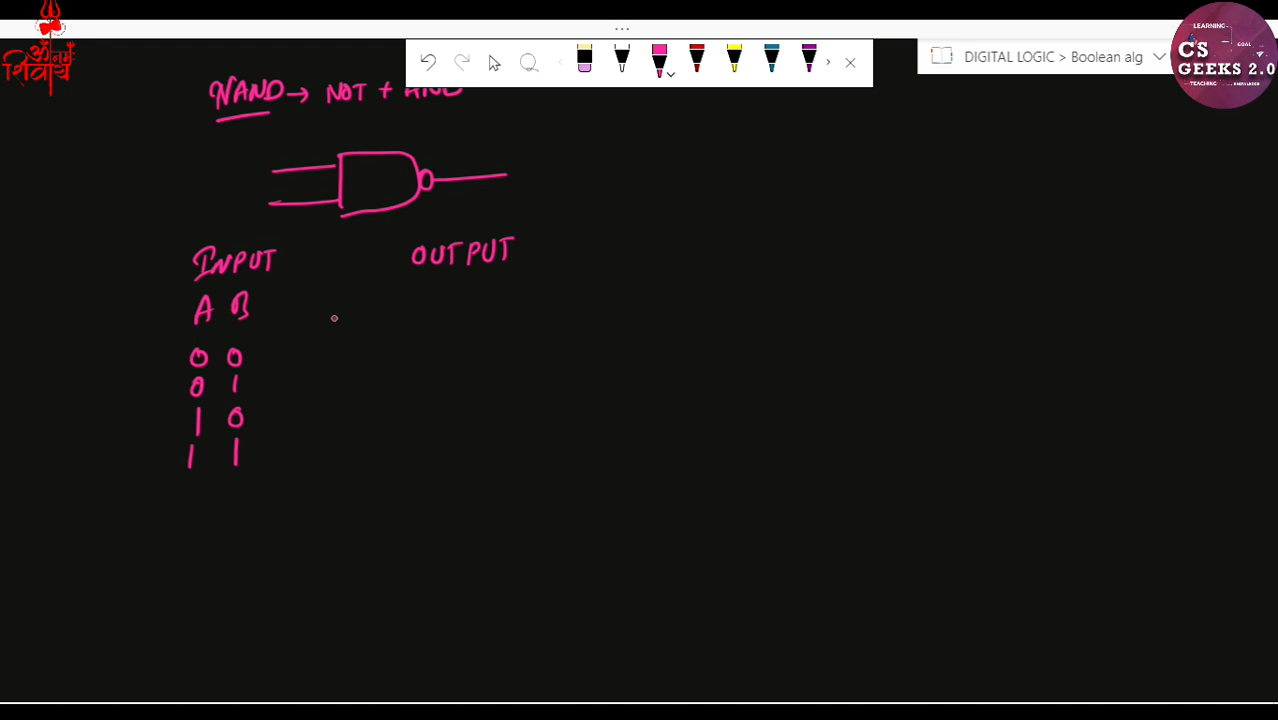 ॐ नमः
शिवाय
DIGITAL LOGIC > Boolean alg
LEARNING
GOAL
CS
GEEKS 2.0
TEACHING
NAND → NOT + AND
INPUT OUTPUT
A B
0 0
0 1
1 0
1 1